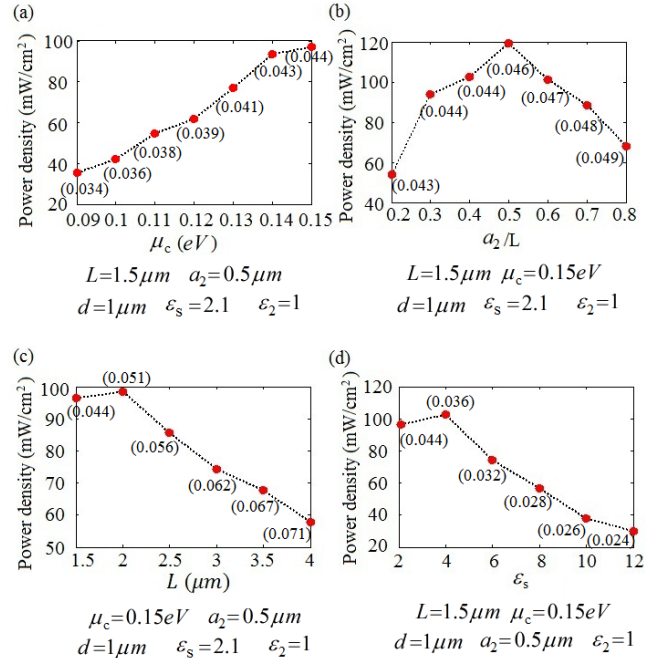 (a)
Power density (mW/cm²)
100
80
60
40
20
(0.034)
(0.036)
(0.038)
(0.039)
(0.041)
(0.043)
(0.044)
0.09 0.1 0.11 0.12 0.13 0.14 0.15
μc (eV)
L=1.5μm a2=0.5μm
d=1μm εs=2.1 ε2=1
(b)
Power density (mW/cm²)
120
100
80
60
40
(0.043)
(0.044)
(0.044)
(0.046)
(0.047)
(0.048)
(0.049)
0.2 0.3 0.4 0.5 0.6 0.7 0.8
a2/L
L=1.5μm μc=0.15eV
d=1μm εs=2.1 ε2=1
(c)
Power density (mW/cm²)
100
90
80
70
60
50
(0.044)
(0.051)
(0.056)
(0.062)
(0.067)
(0.071)
1.5 2 2.5 3 3.5 4
L (μm)
μc=0.15eV a2=0.5μm
d=1μm εs=2.1 ε2=1
(d)
Power density (mW/cm²)
120
100
80
60
40
20
(0.044)
(0.036)
(0.032)
(0.028)
(0.026)
(0.024)
2 4 6 8 10 12
εs
L=1.5μm μc=0.15eV
d=1μm a2=0.5μm ε2=1